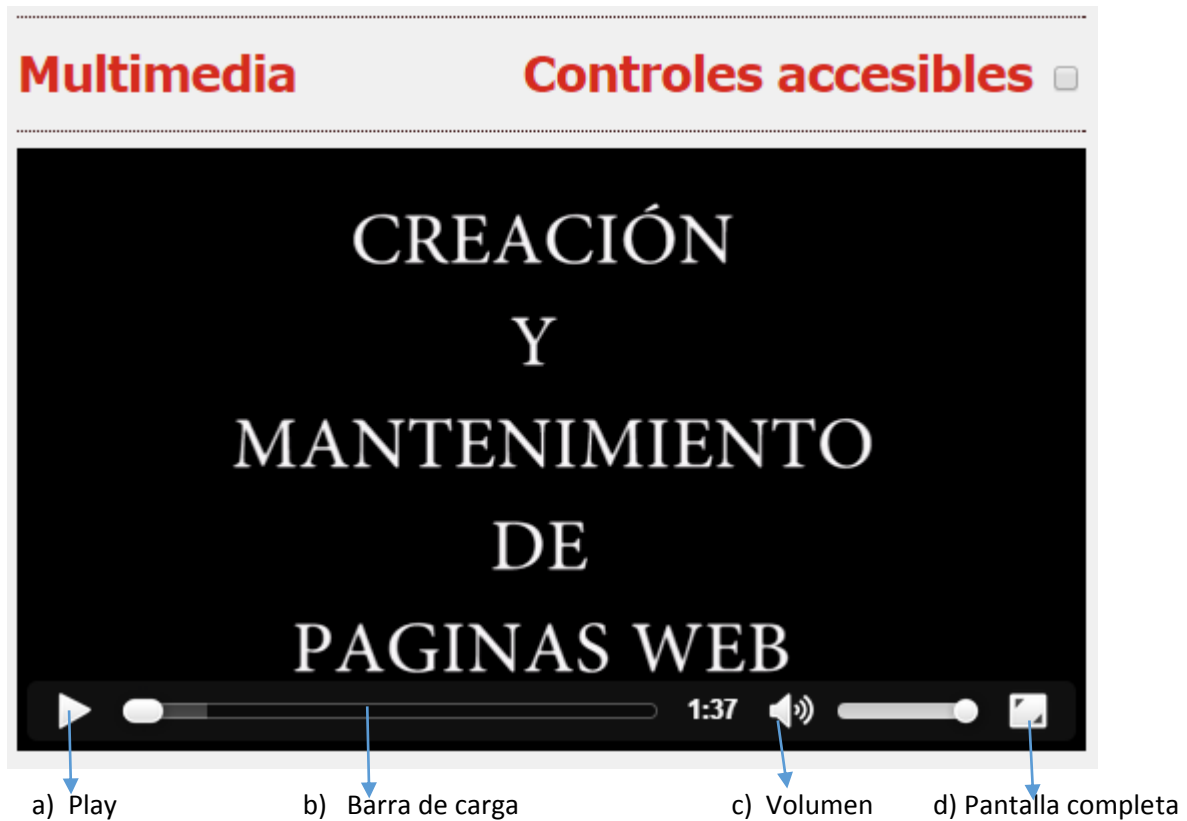 Multimedia Controles accesibles
CREACIÓN
Y
MANTENIMIENTO
DE
PAGINAS WEB
1:37
a) Play b) Barra de carga c) Volumen d) Pantalla completa